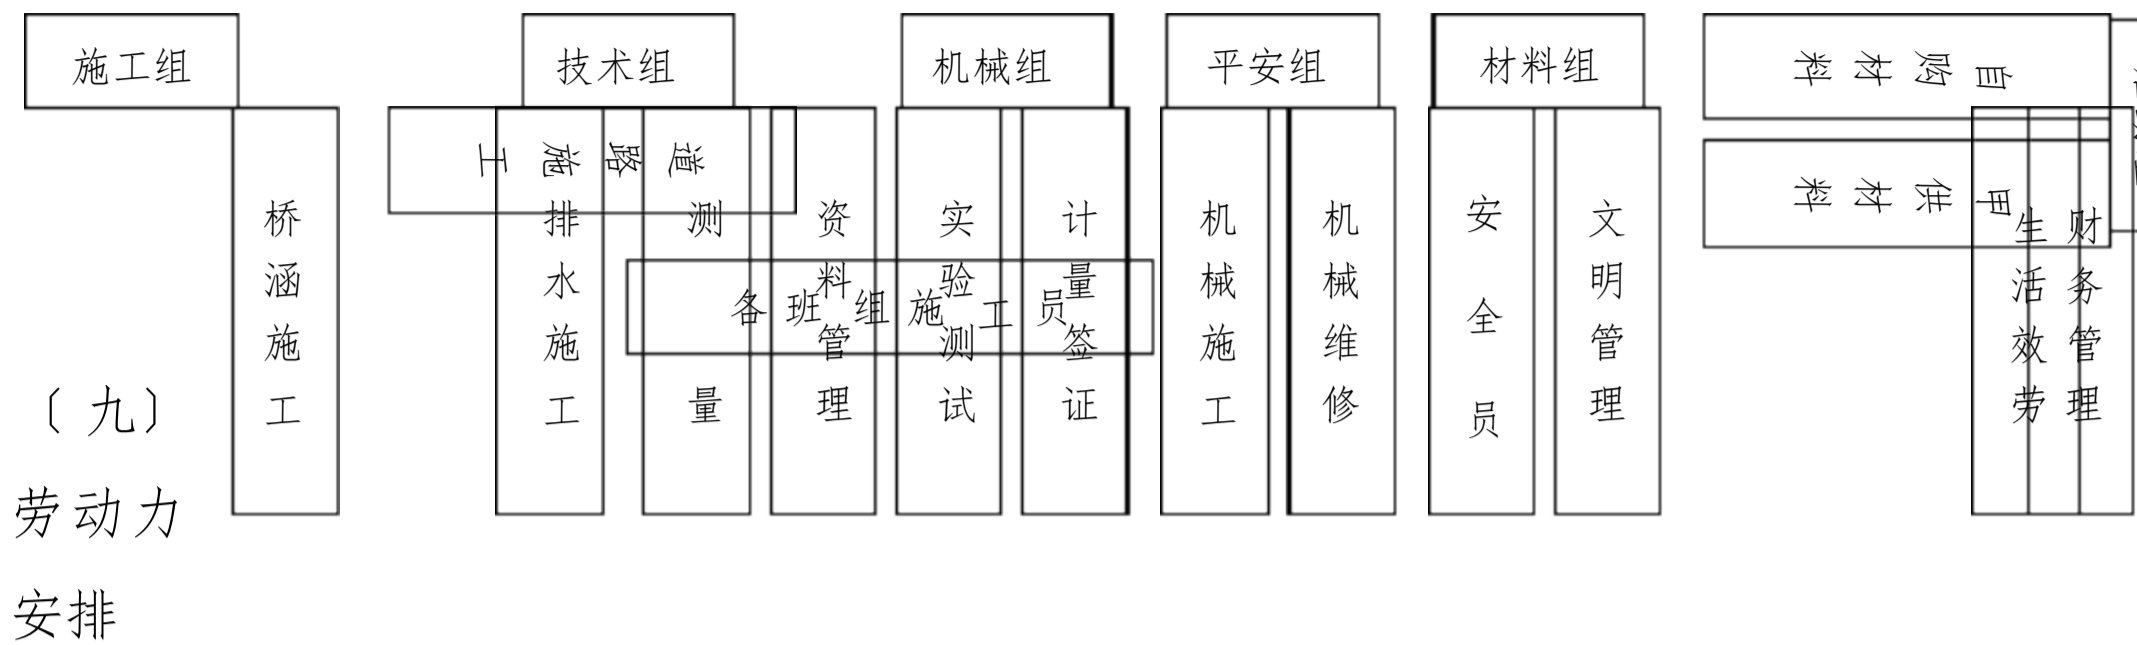 施工组
技术组
机械组
平安组
材料组
自购材料
甲供材料
道路施工
桥涵施工
排水施工
测量
资料管理
实验测试
计量签证
机械施工
机械维修
安全员
文明管理
生活效劳
财务管理
各班组施工员
〔九〕
劳动力
安排